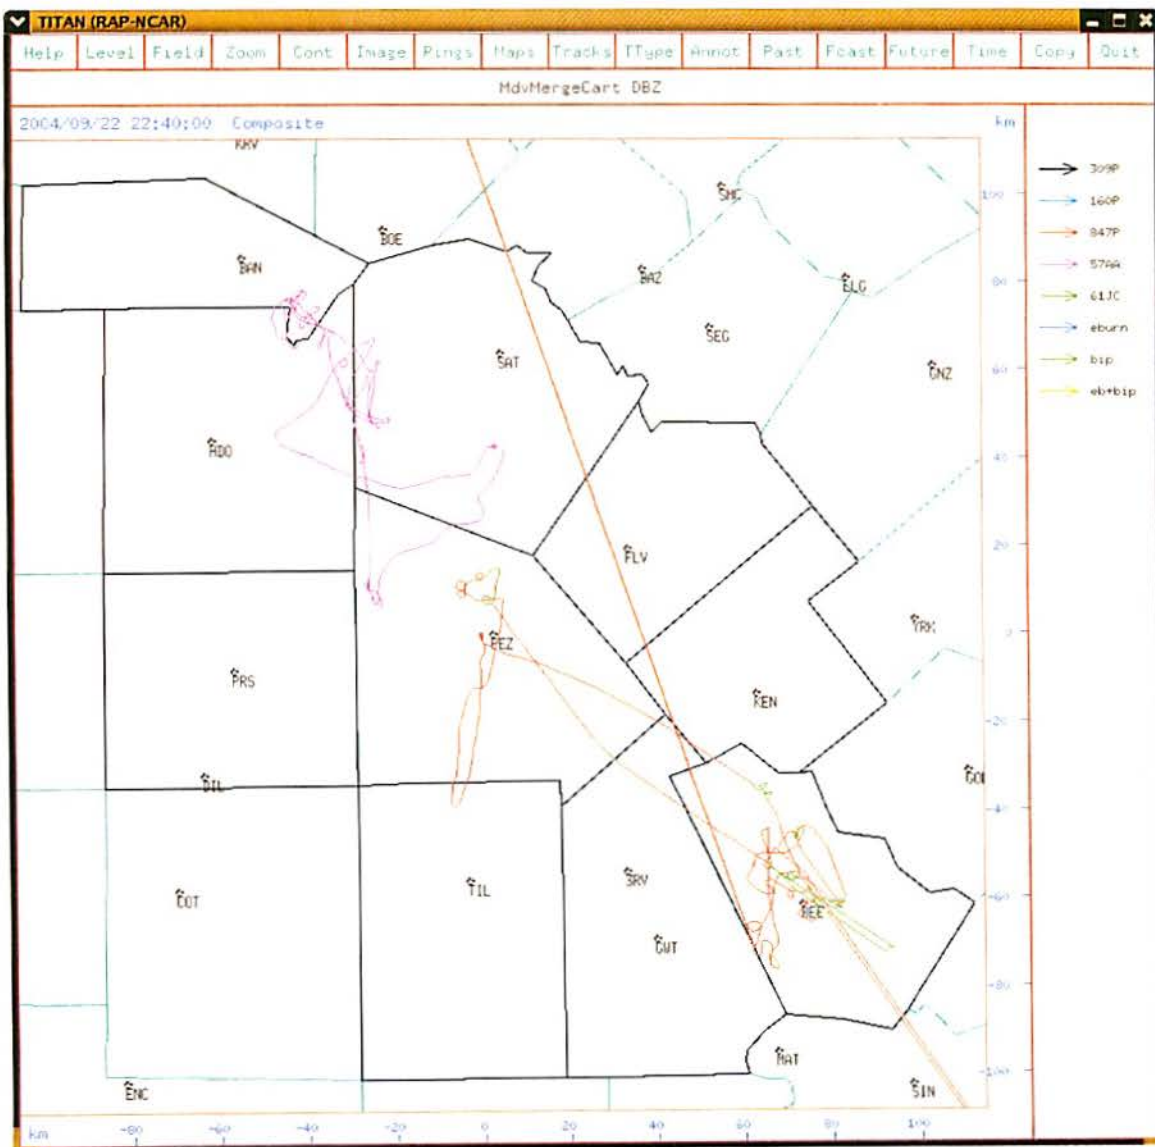 TITAN (RAP-NCAR)
Help Level Field Zoom Cont Image Rings Maps Tracks TType Annot Past Fcast Future Time Copy Quit
MdvMergeCart DBZ
2004/09/22 22:40:00 Composite km
KRV
309P
SMC 100
160P
BOE
847P
BAN BAZ 57AA
ELG 80
61JC
SEG eburn
SAT bip
GNZ 60
eb+bip
ADO 40
FLV 20
YRK 0
PEZ
PRS
KEN -20
DIL GOL
-40
SRV
COT TIL -60
BEE
GWT
-80
MAT
-100
ENC SIN
km -80 -60 -40 -20 0 20 40 60 80 100